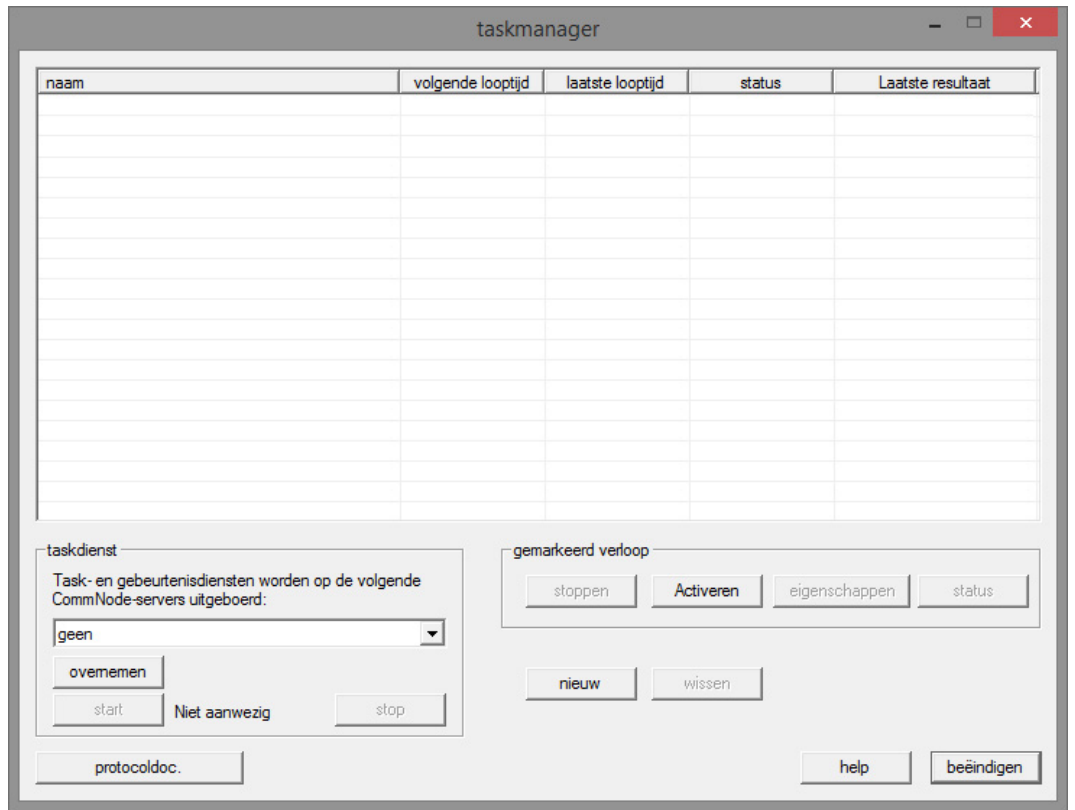 taskmanager
naam volgende looptijd laatste looptijd status Laatste resultaat
taskdienst
Task- en gebeurtenisdiensten worden op de volgende
CommNode-servers uitgeboerd:
geen
overnemen
start Niet aanwezig stop
gemarkeerd verloop
stoppen Activeren eigenschappen status
nieuw wissen
protocoldoc. help beëindigen